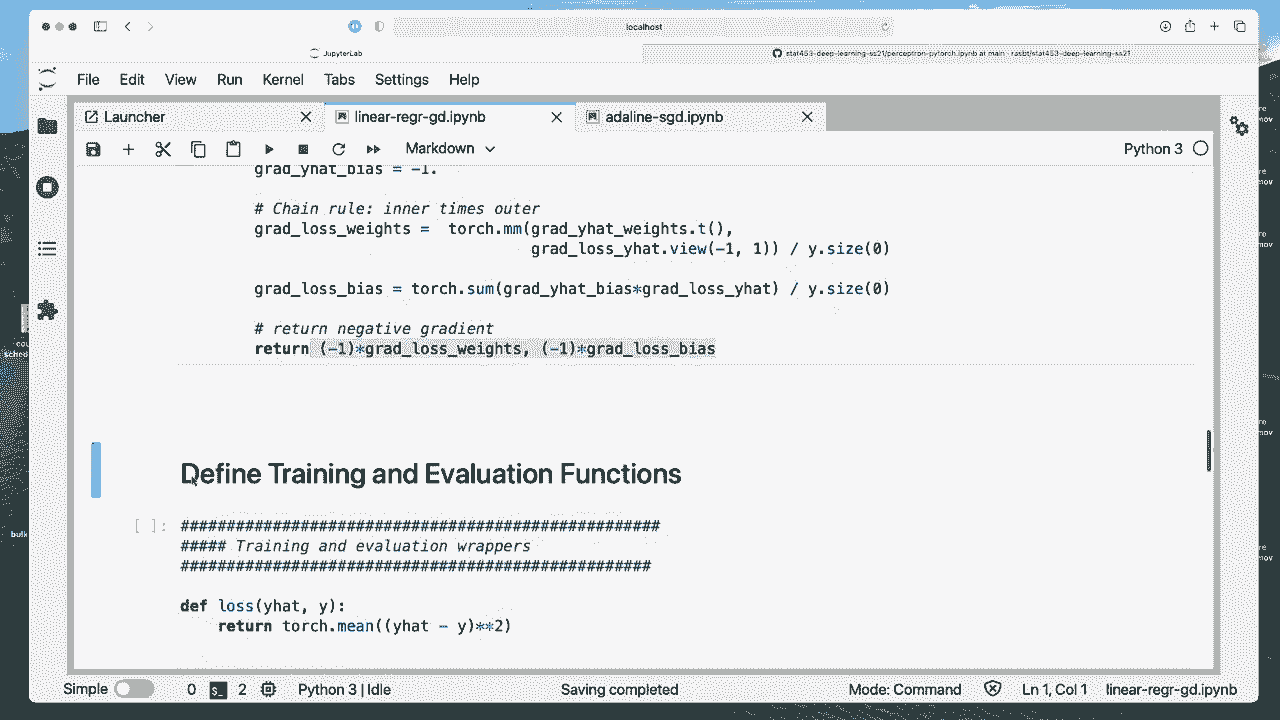 localhost
JupyterLab
stat453-deep-learning-ss21/perceptron-pytorch.ipynb at main · rasbt/stat453-deep-learning-ss21
File Edit View Run Kernel Tabs Settings Help
Launcher
linear-regr-gd.ipynb
adaline-sgd.ipynb
Markdown
Python 3
grad_yhat_bias = -1.
# Chain rule: inner times outer
grad_loss_weights =  torch.mm(grad_yhat_weights.t(),
grad_loss_yhat.view(-1, 1)) / y.size(0)
grad_loss_bias = torch.sum(grad_yhat_bias*grad_loss_yhat) / y.size(0)
# return negative gradient
return (-1)*grad_loss_weights, (-1)*grad_loss_bias
Define Training and Evaluation Functions
[ ]: ####################################################
##### Training and evaluation wrappers
###################################################
def loss(yhat, y):
return torch.mean((yhat - y)**2)
Simple 0 2 Python 3 | Idle Saving completed Mode: Command Ln 1, Col 1 linear-regr-gd.ipynb